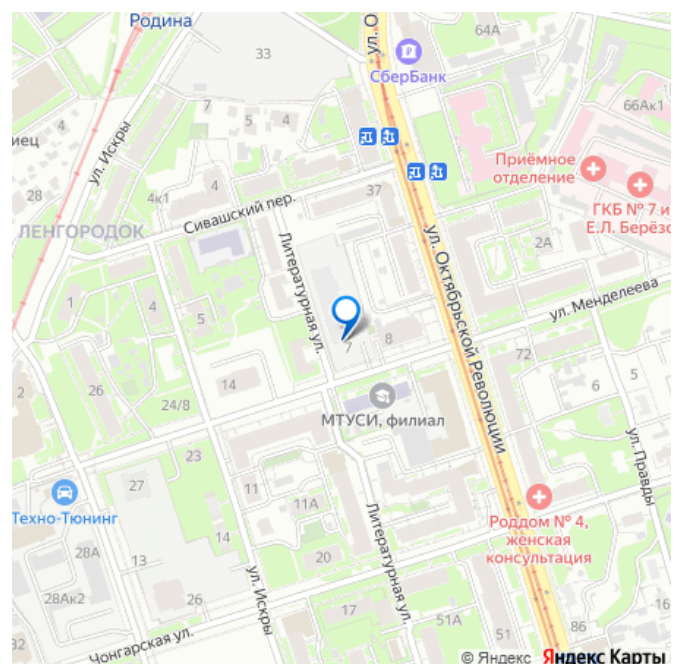 Родина
ул. О
64А
33
СберБанк
66Ак1
7
5
4
4
иец
ул. Искры
Приёмное
отделение
28
4к1
4
37
ГКБ № 7 и
Е.Л. Берёзо
Сивашский пер.
ЛЕНГОРОДОК
ул. Октябрьской Революции
2А
Литературная ул.
1
4
5
ул. Менделеева
7
8
72
2
26
14
6
5
24/8
МТУСИ, филиал
23
ул. Правды
27
11
Техно-Тюнинг
11А
Роддом № 4,
женская
консультация
14
28А
13
20
Литературная ул.
ул. Искры
28Ак2
26
17
16
51А
51
86
32
Чонгарская ул.
© Яндекс Яндекс Карты